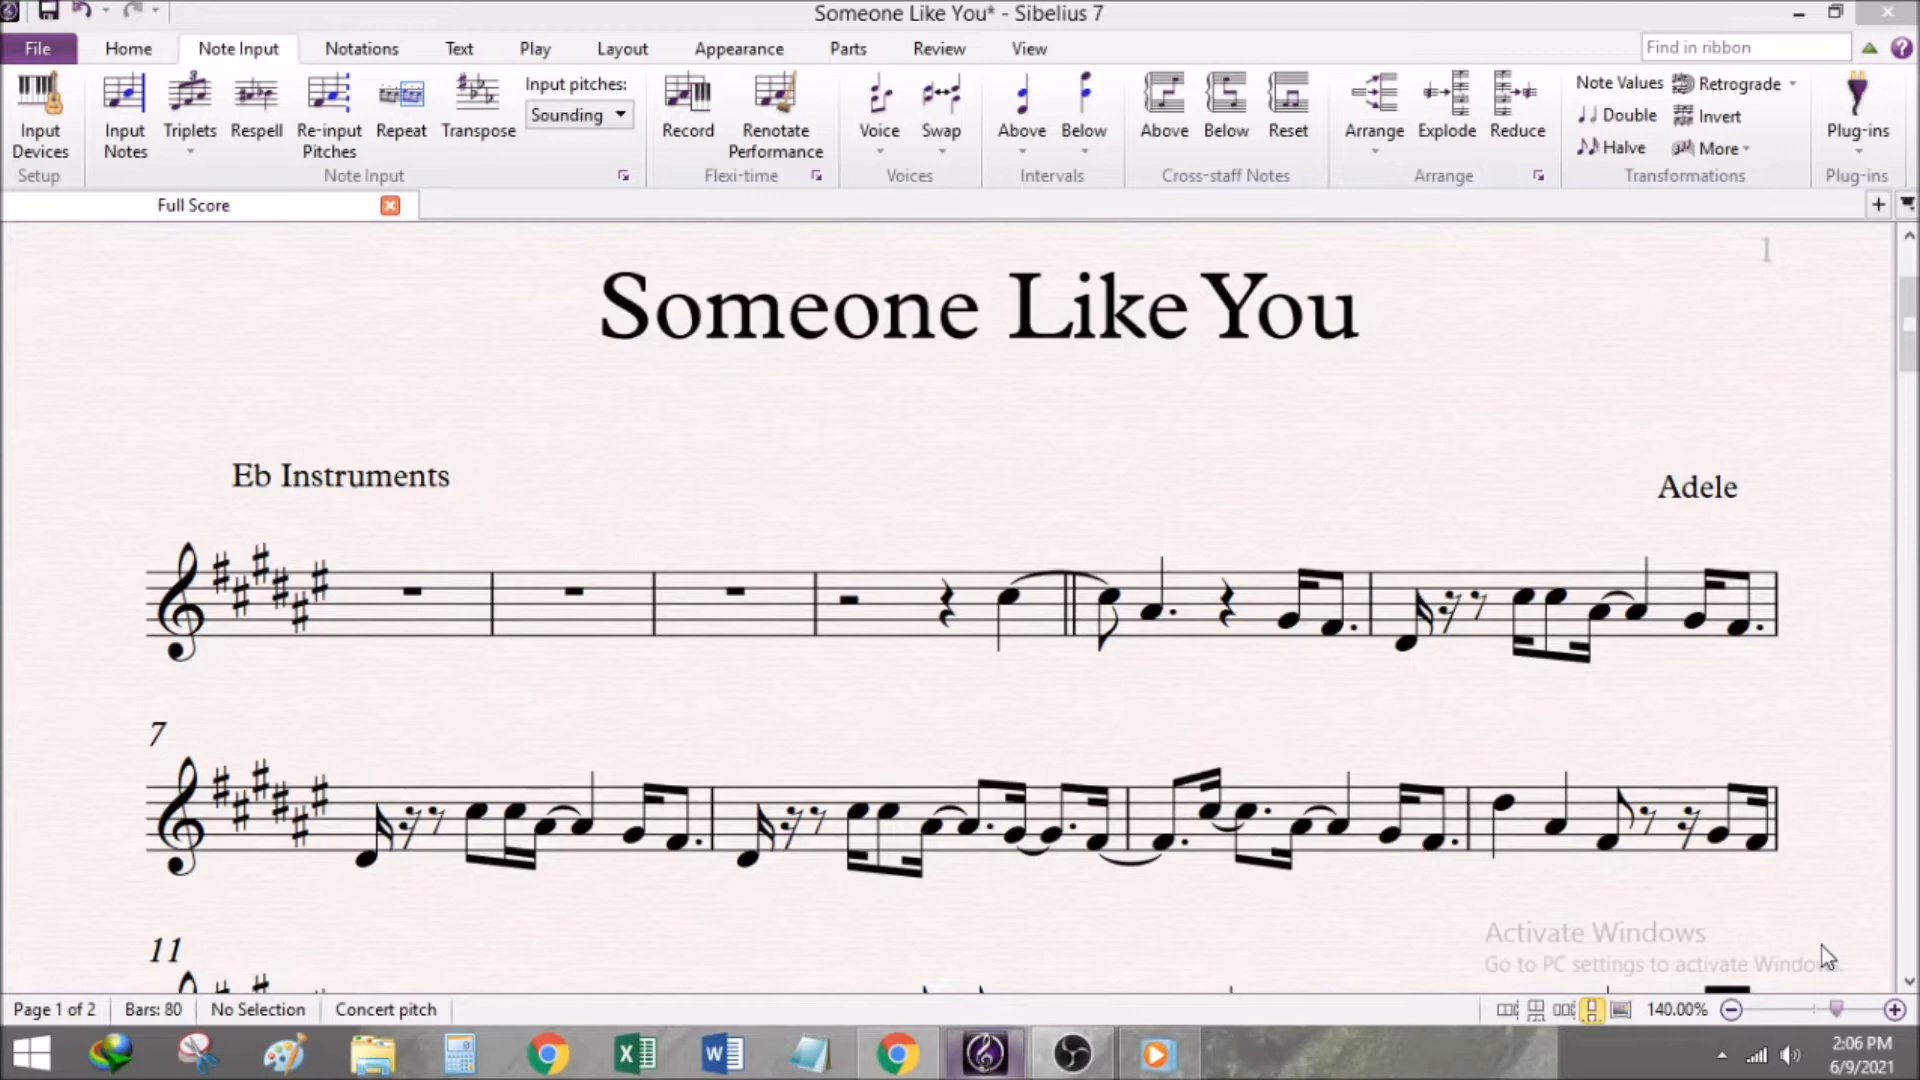 Someone Like You* - Sibelius 7
File Home Note Input Notations Text Play Layout Appearance Parts Review View Find in ribbon
Input Devices
Input Notes
3
Triplets
Respell
Re-input Pitches
Repeat
Transpose
Input pitches:
Sounding
Record
Renotate Performance
Voice
Swap
Above
Below
Above
Below
Reset
Arrange
Explode
Reduce
Note Values
Double
Halve
Retrograde
Invert
More
Plug-ins
Setup Note Input Flexi-time Voices Intervals Cross-staff Notes Arrange Transformations Plug-ins
Full Score
1
Someone Like You
Eb Instruments
Adele
7
11
Activate Windows
Go to PC settings to activate Windows.
Page 1 of 2 Bars: 80 No Selection Concert pitch 140.00%
2:06 PM
6/9/2021